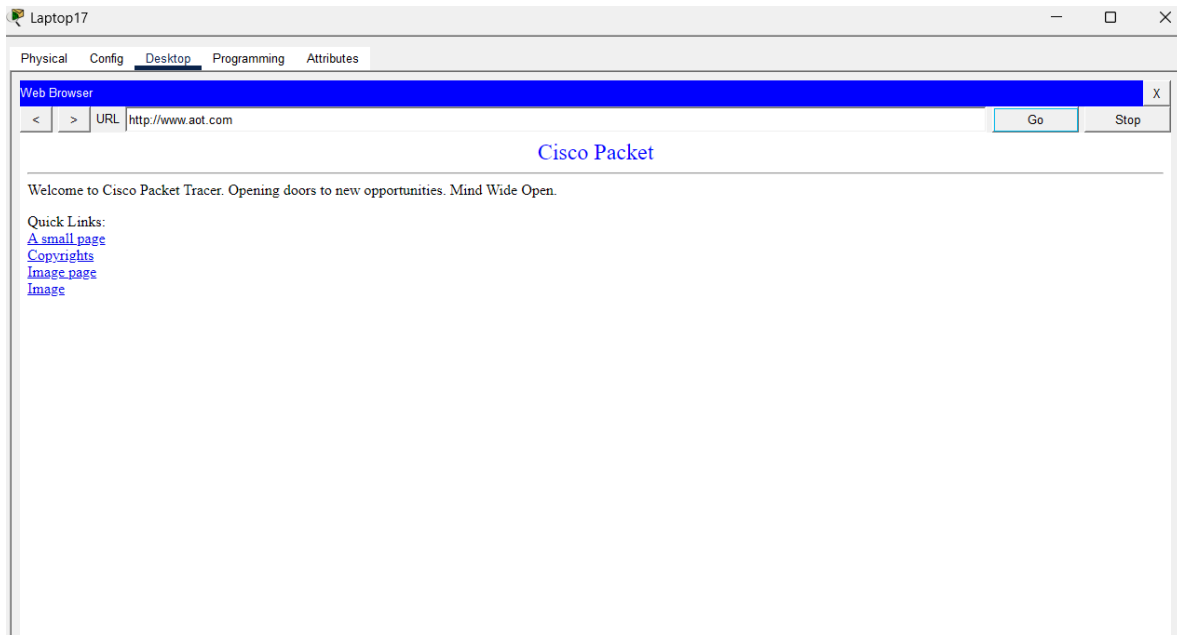 Laptop17
Physical Config Desktop Programming Attributes
Web Browser X
< > URL http://www.aot.com Go Stop
Cisco Packet
Welcome to Cisco Packet Tracer. Opening doors to new opportunities. Mind Wide Open.
Quick Links:
A small page
Copyrights
Image page
Image